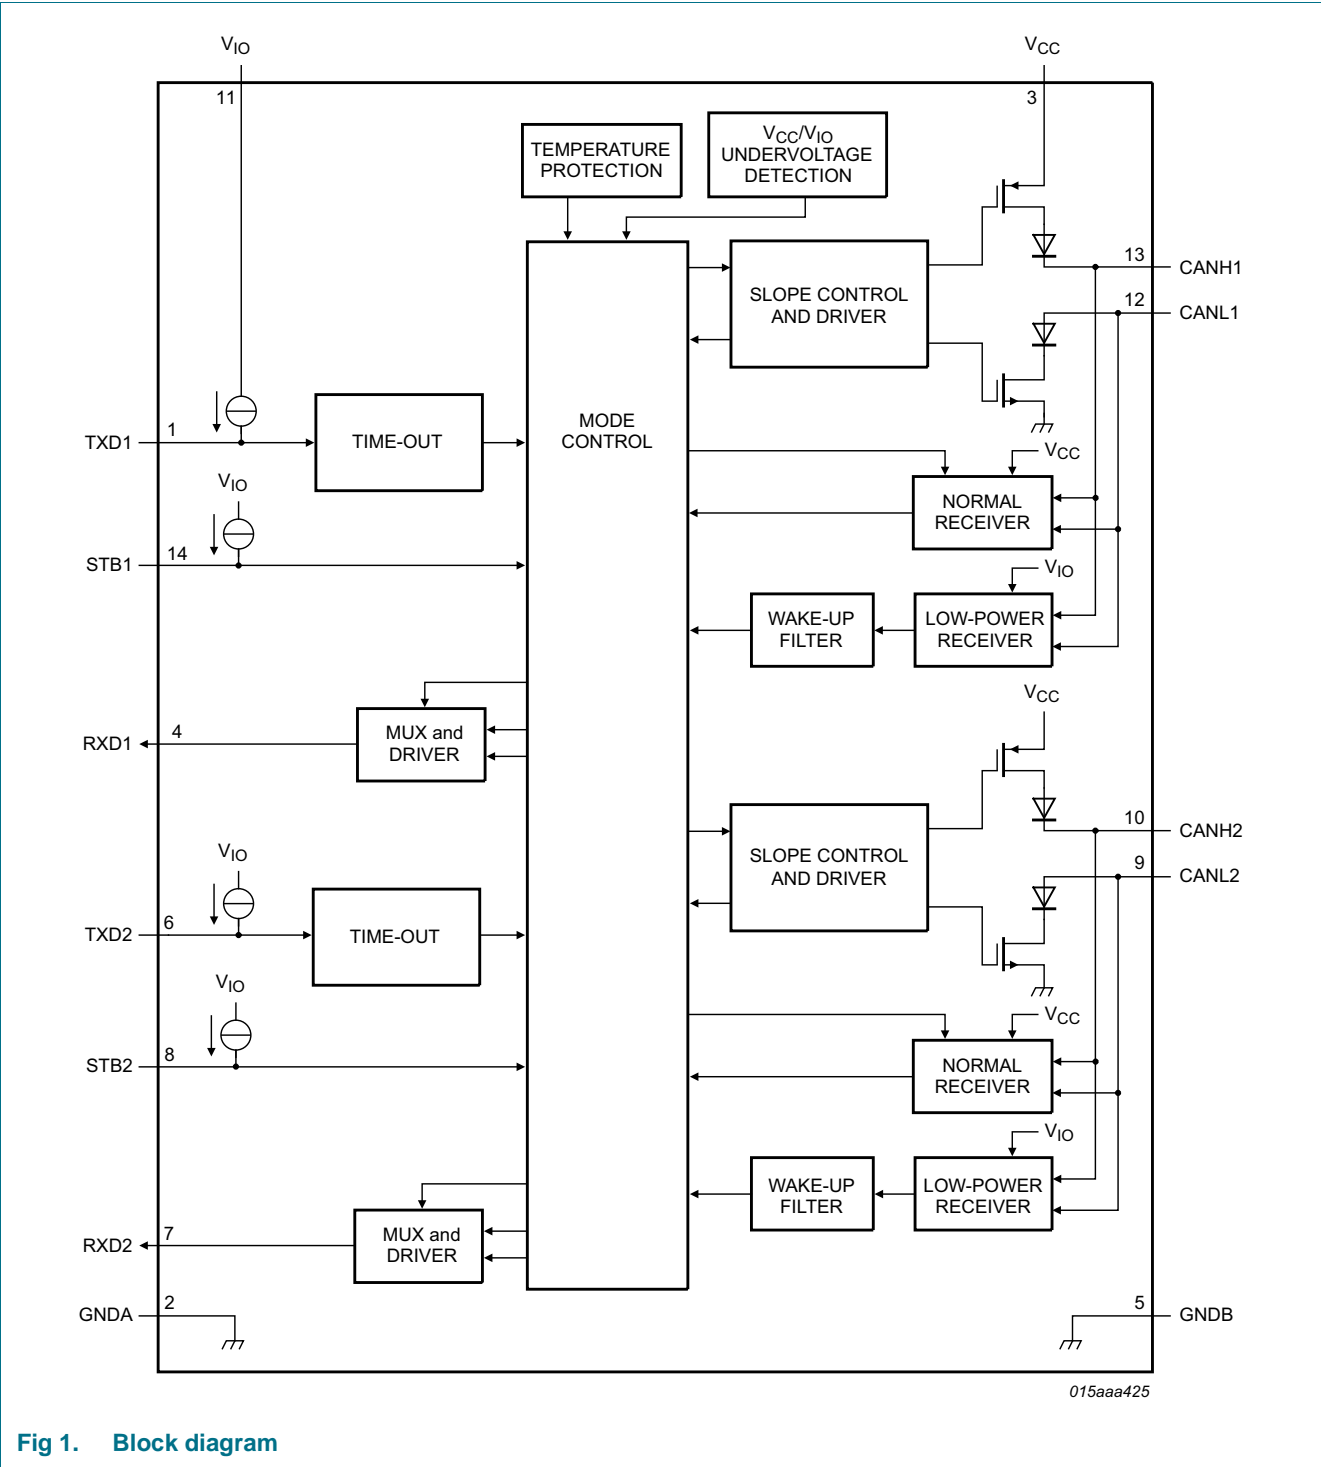 VIO
VCC
11
3
TEMPERATURE
PROTECTION
VCC/VIO
UNDERVOLTAGE
DETECTION
13
CANH1
SLOPE CONTROL
AND DRIVER
12
CANL1
MODE
CONTROL
TXD1
1
TIME-OUT
VCC
VIO
NORMAL
RECEIVER
STB1
14
VIO
WAKE-UP
FILTER
LOW-POWER
RECEIVER
VCC
RXD1
4
MUX and
DRIVER
10
CANH2
SLOPE CONTROL
AND DRIVER
VIO
9
CANL2
TXD2
6
TIME-OUT
VIO
VCC
STB2
8
NORMAL
RECEIVER
VIO
WAKE-UP
FILTER
LOW-POWER
RECEIVER
RXD2
7
MUX and
DRIVER
GNDA
2
5
GNDB
015aaa425
Fig 1. Block diagram